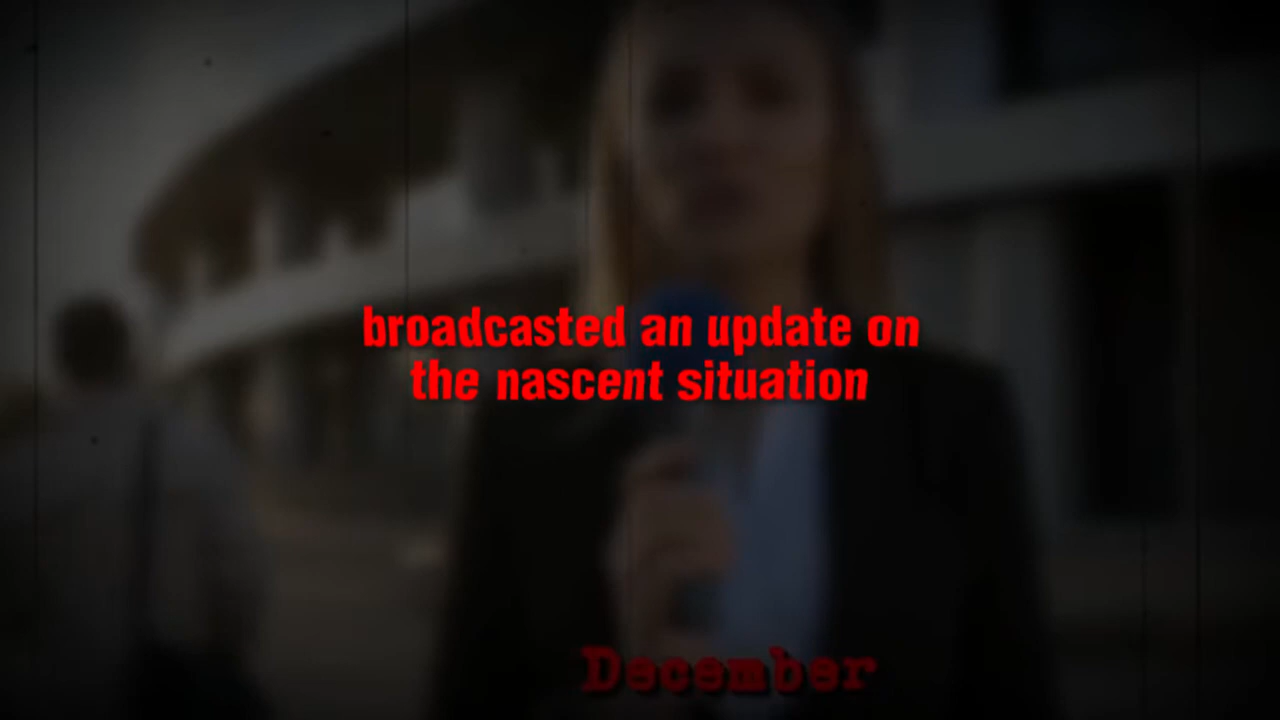 broadcasted an update on
the nascent situation
December